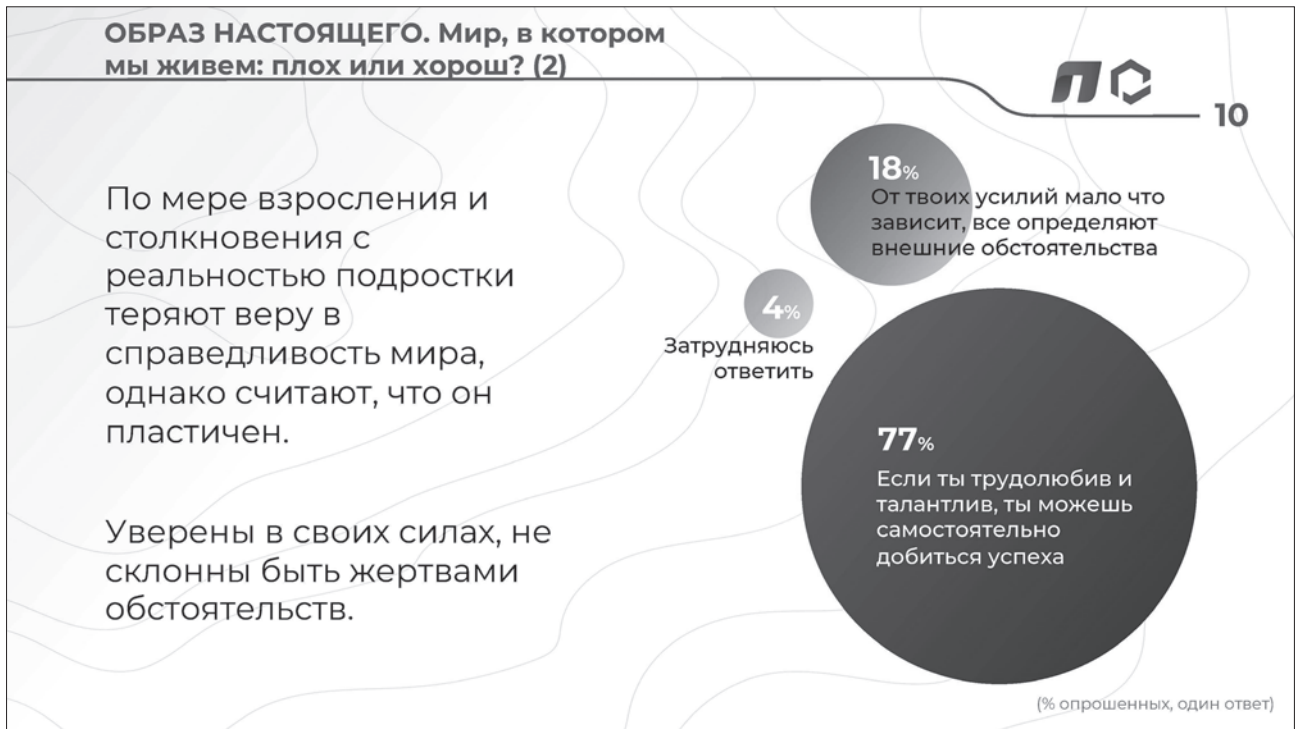 ОБРАЗ НАСТОЯЩЕГО. Мир, в котором
мы живем: плох или хорош? (2)
ПС
10
По мере взросления и
столкновения с
реальностью подростки
теряют веру в
справедливость мира,
однако считают, что он
пластичен.
Уверены в своих силах, не
склонны быть жертвами
обстоятельств.
18%
От твоих усилий мало что
зависит, все определяют
внешние обстоятельства
4%
Затрудняюсь
ответить
77%
Если ты трудолюбив и
талантлив, ты можешь
самостоятельно
добиться успеха
(% опрошенных, один ответ)